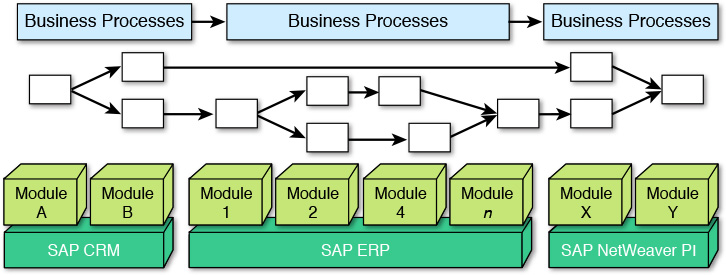 Business Processes
Business Processes
Business Processes
Module
A
Module
B
Module
1
Module
2
Module
4
Module
n
Module
X
Module
Y
SAP CRM
SAP ERP
SAP NetWeaver PI